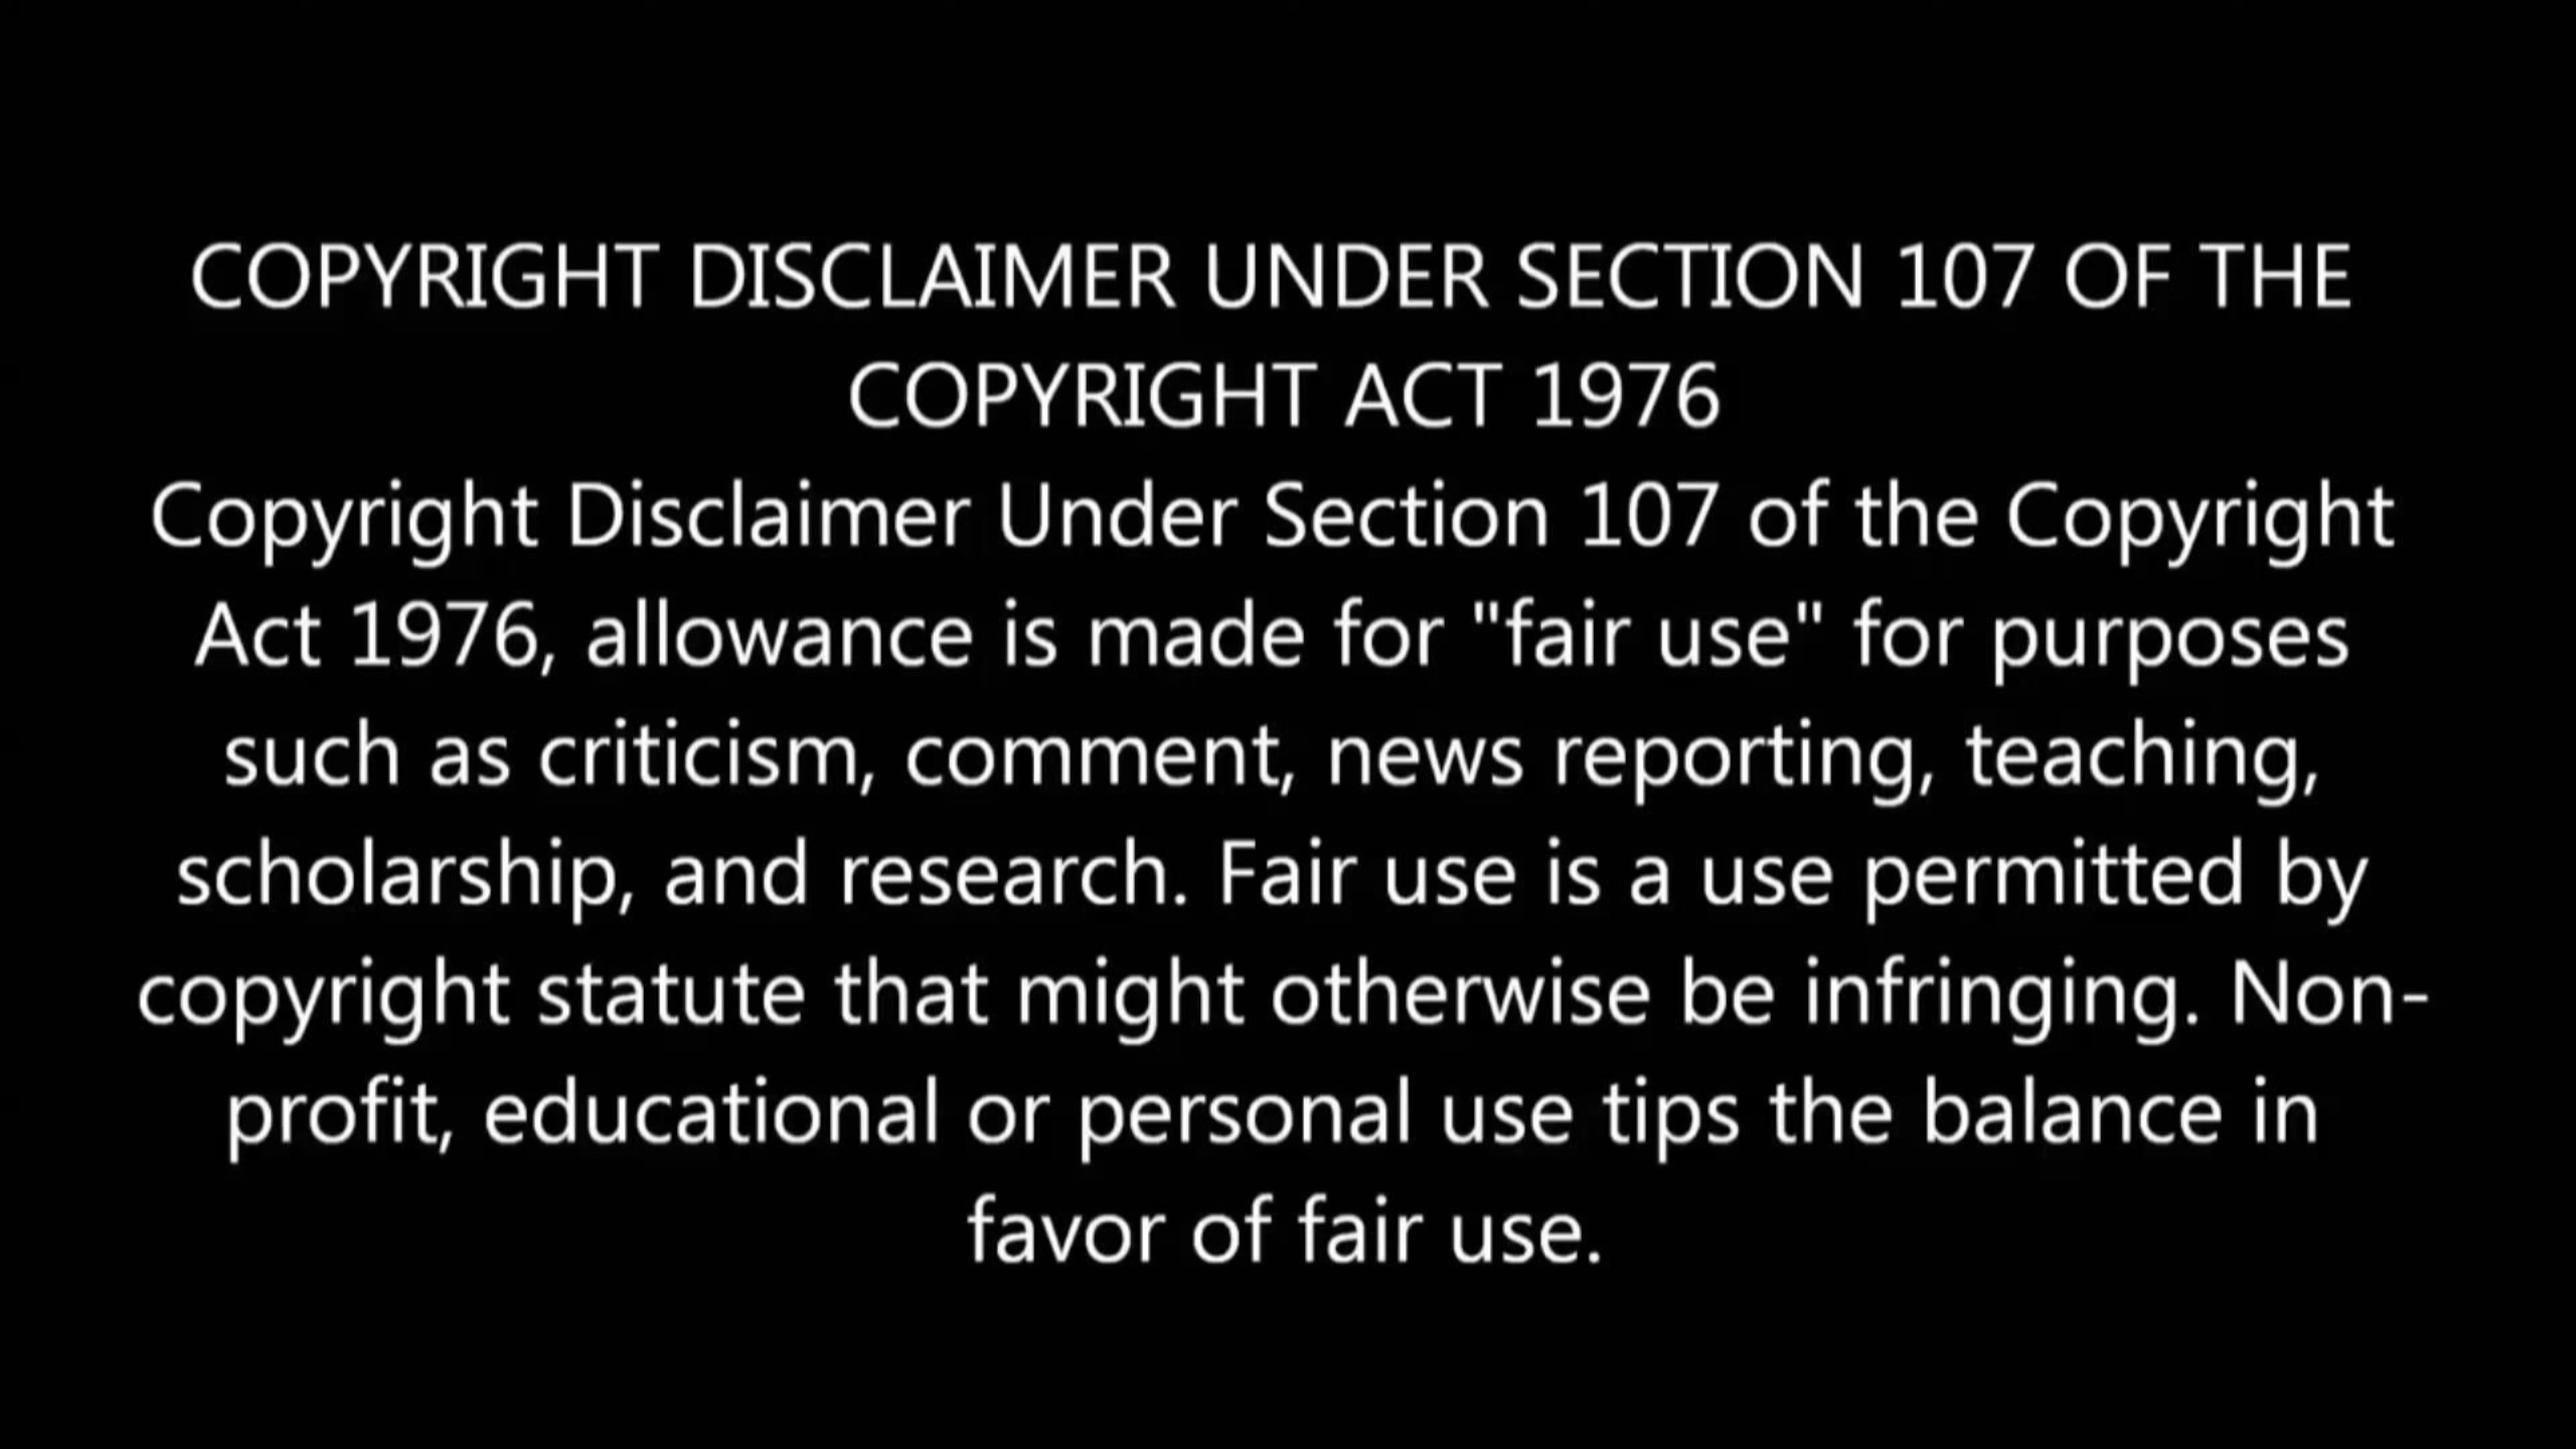 COPYRIGHT DISCLAIMER UNDER SECTION 107 OF THE
COPYRIGHT ACT 1976
Copyright Disclaimer Under Section 107 of the Copyright
Act 1976, allowance is made for "fair use" for purposes
such as criticism, comment, news reporting, teaching,
scholarship, and research. Fair use is a use permitted by
copyright statute that might otherwise be infringing. Non-
profit, educational or personal use tips the balance in
favor of fair use.